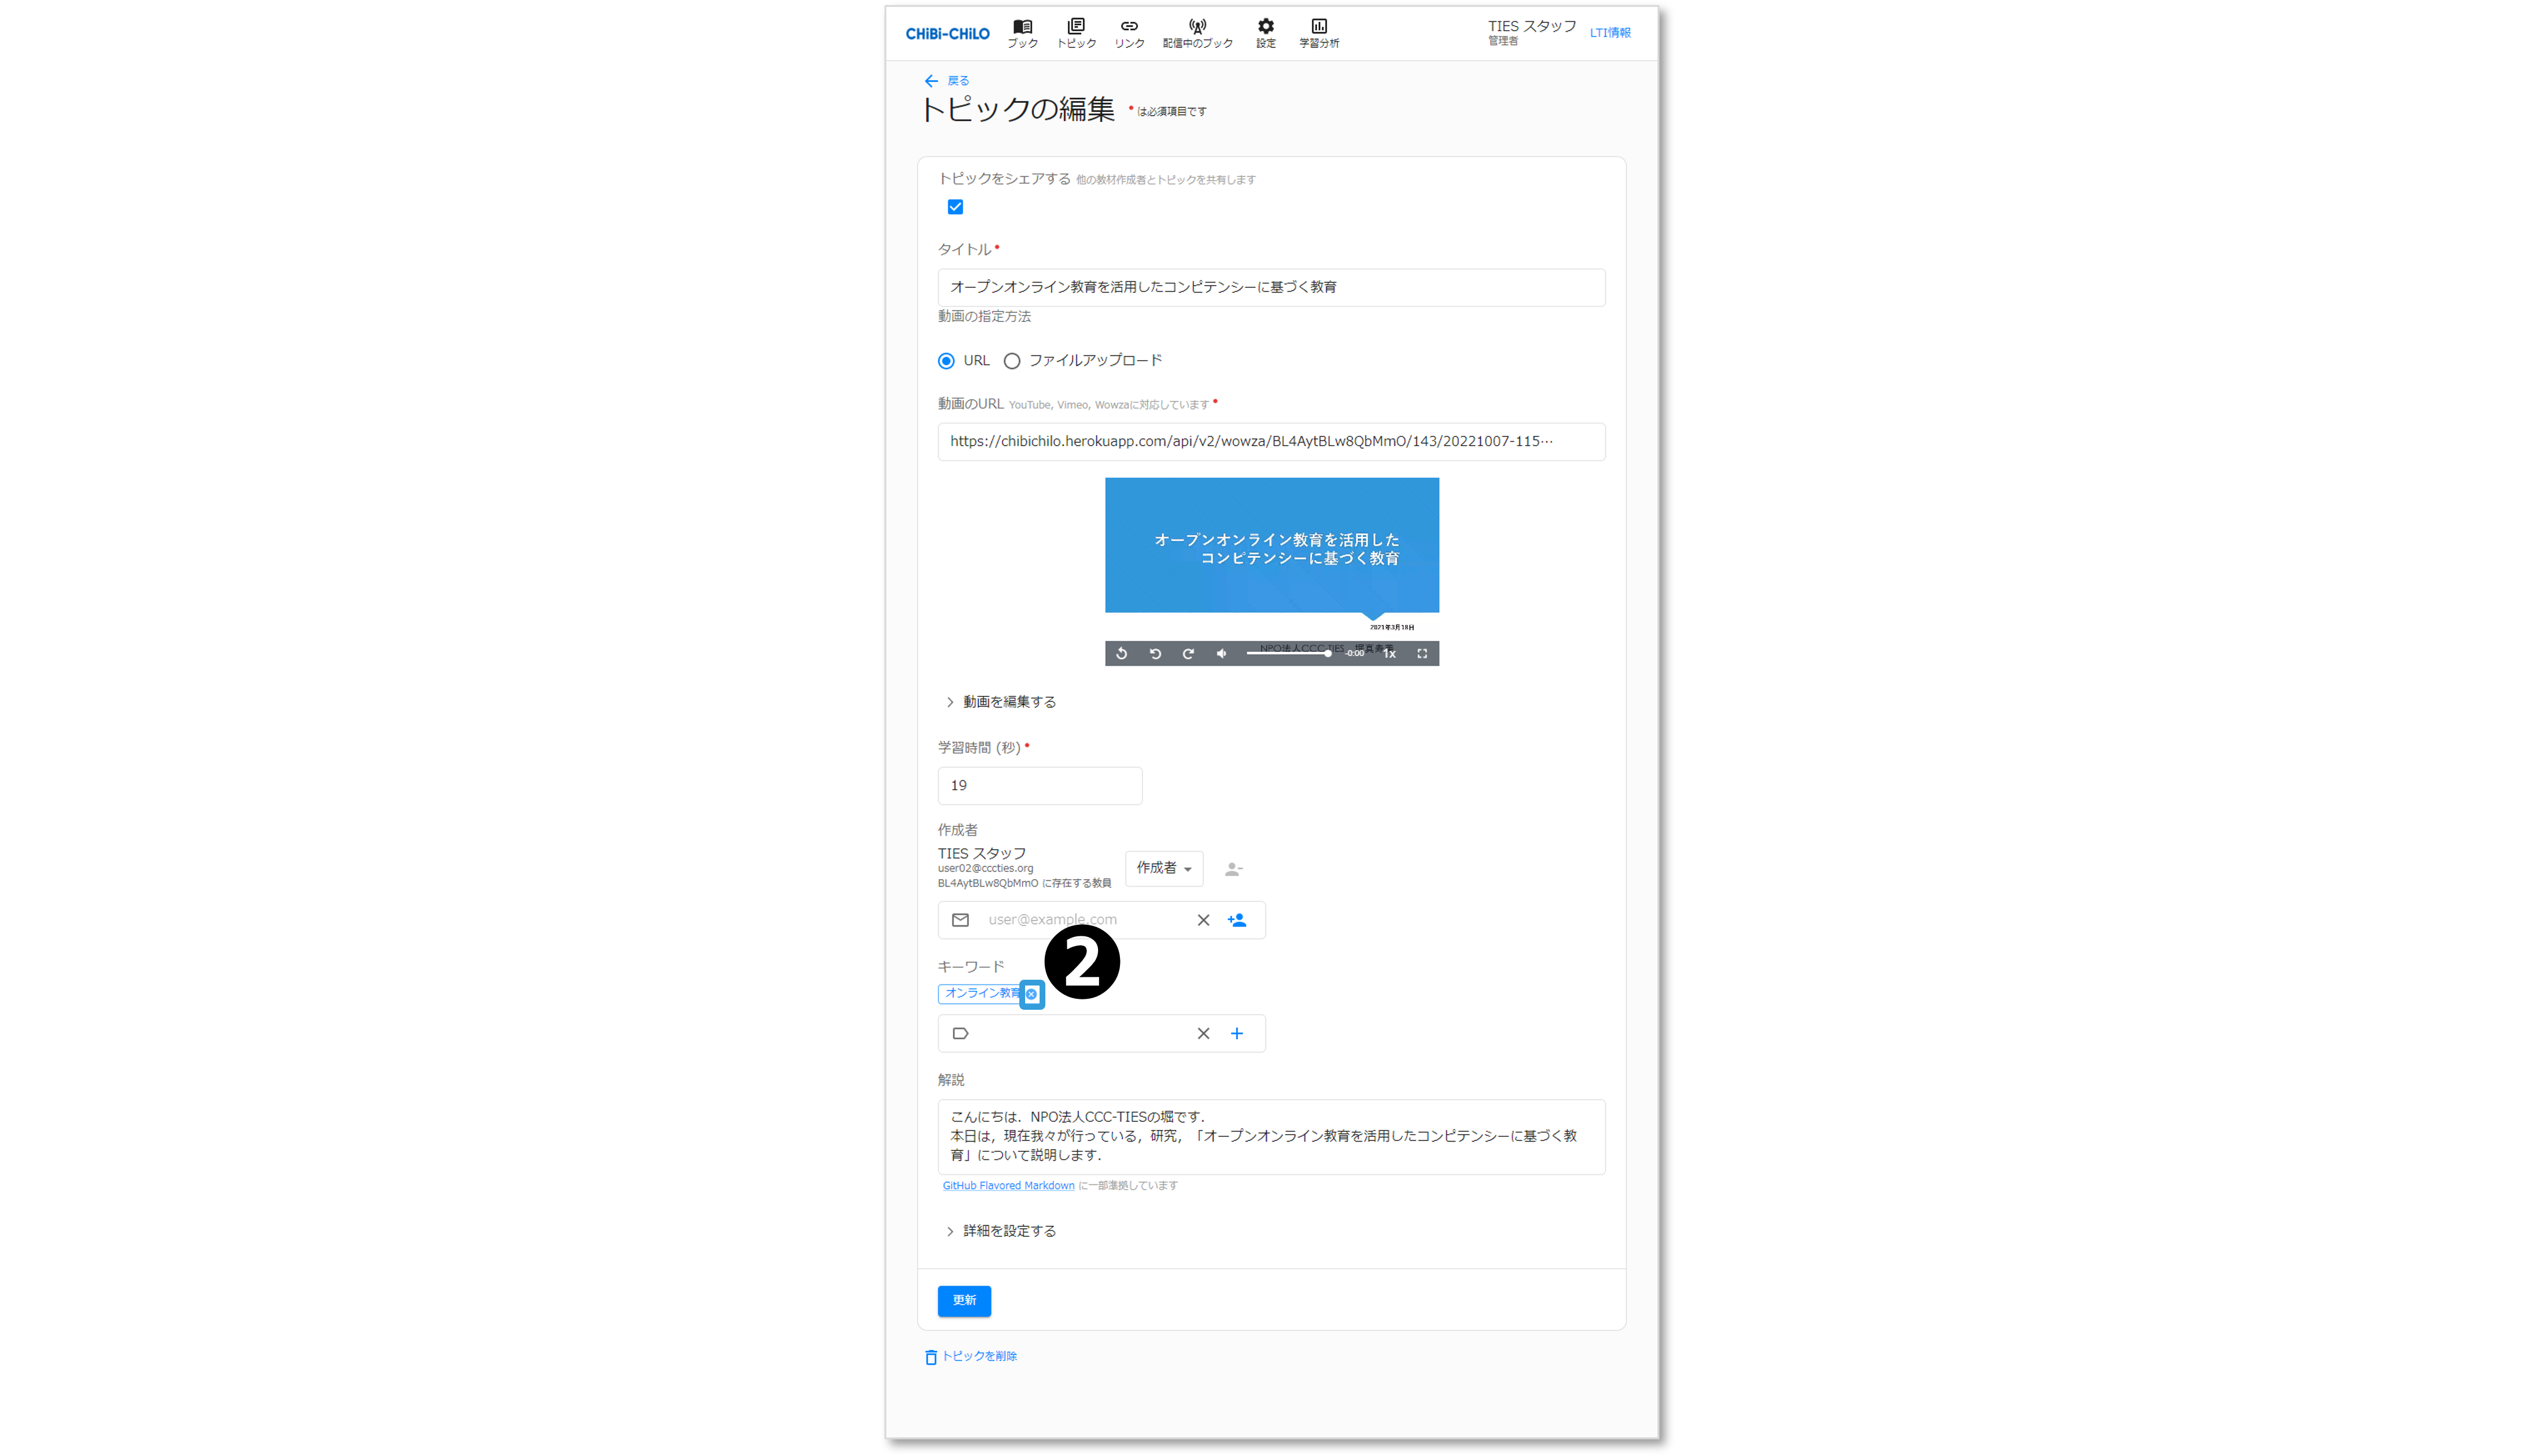 CHiBi-CHiLO
ブック
トピック
リンク
配信中のブック
設定
学習分析
TIES スタッフ
管理者
LTI情報
戻る
トピックの編集 * は必須項目です
トピックをシェアする 他の教材作成者とトピックを共有します
タイトル *
オープンオンライン教育を活用したコンピテンシーに基づく教育
動画の指定方法
URL ファイルアップロード
動画のURL YouTube, Vimeo, Wowzaに対応しています *
https://chibichilo.herokuapp.com/api/v2/wowza/BL4AytBLw8QbMmO/143/20221007-115…
オープンオンライン教育を活用した
コンピテンシーに基づく教育
2021年3月18日
NPO法人CCC-TIES
-0:00 1x
動画を編集する
学習時間 (秒) *
19
作成者
TIES スタッフ
user02@cccties.org
BL4AytBLw8QbMmO に存在する教員
作成者
user@example.com
2
キーワード
オンライン教育
解説
こんにちは．NPO法人CCC-TIESの堀です．
本日は，現在我々が行っている，研究，「オープンオンライン教育を活用したコンピテンシーに基づく教
育」について説明します．
GitHub Flavored Markdown に一部準拠しています
詳細を設定する
更新
トピックを削除